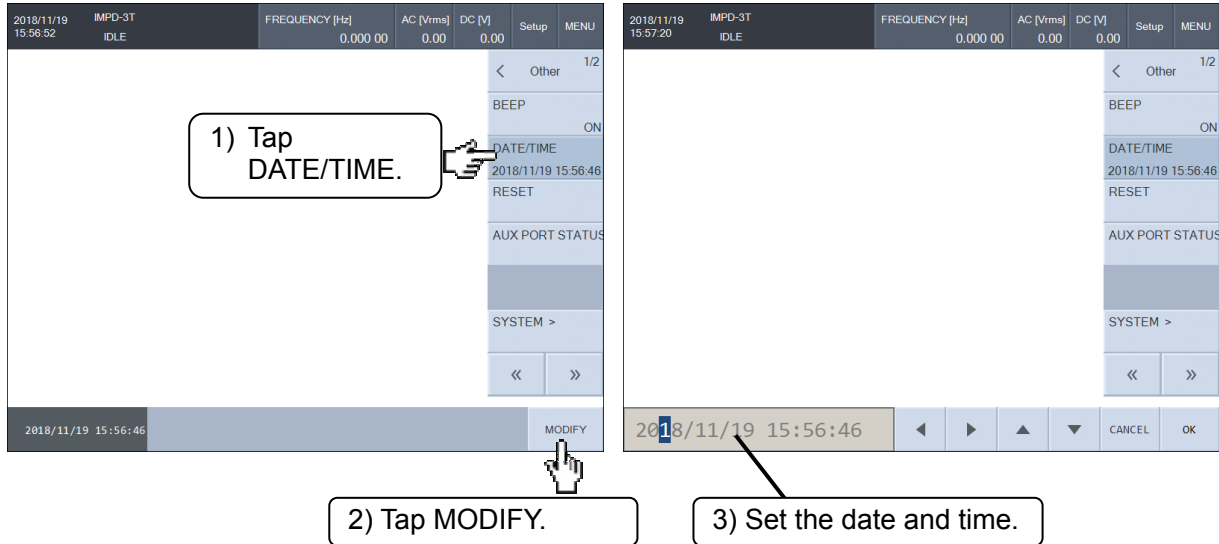 2018/11/19 IMPD-3T FREQUENCY [Hz] AC [Vrms] DC [V] Setup MENU
15:56:52 IDLE 0.000 00 0.00 0.00
< Other 1/2
BEEP
ON
DATE/TIME
2018/11/19 15:56:46
RESET
AUX PORT STATUS
SYSTEM >
« »
2018/11/19 15:56:46 MODIFY
1) Tap
DATE/TIME.
2) Tap MODIFY.
2018/11/19 IMPD-3T FREQUENCY [Hz] AC [Vrms] DC [V] Setup MENU
15:57:20 IDLE 0.000 00 0.00 0.00
< Other 1/2
BEEP
ON
DATE/TIME
2018/11/19 15:56:46
RESET
AUX PORT STATUS
SYSTEM >
« »
2018/11/19 15:56:46 ◀ ▶ ▲ ▼ CANCEL OK
3) Set the date and time.